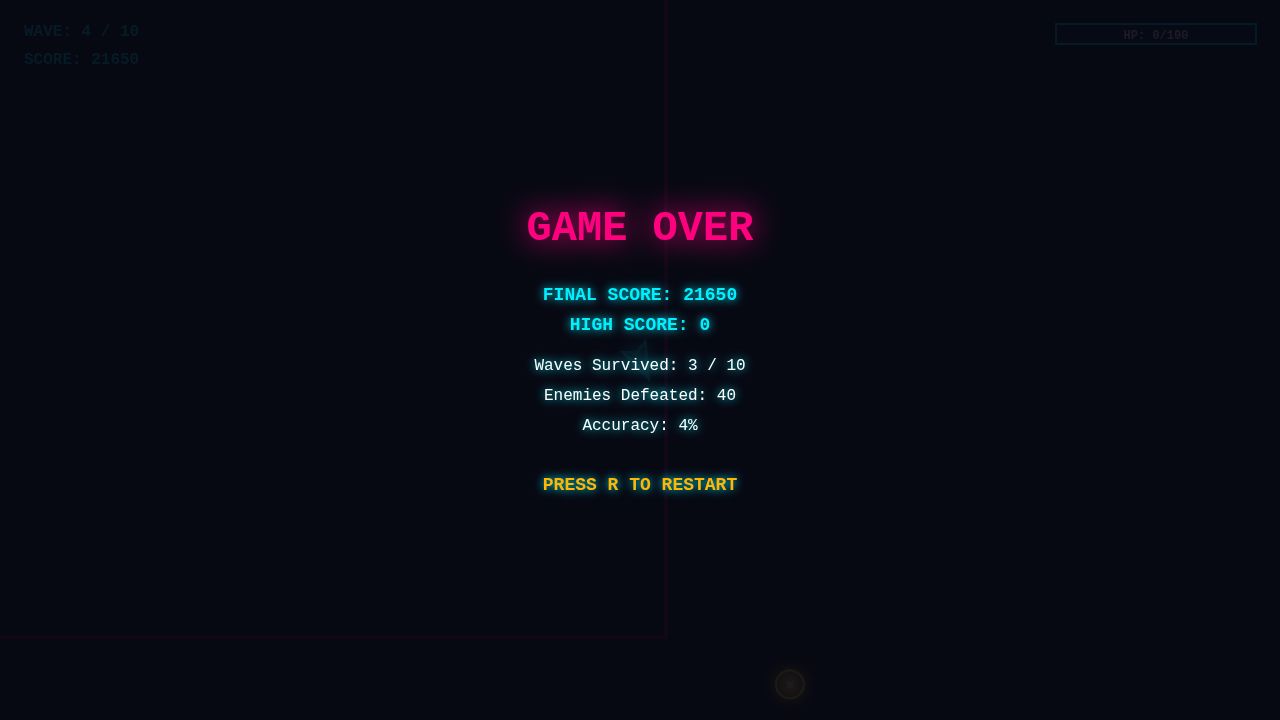 WAVE: 4 / 10
SCORE: 21650
HP: 0/190
GAME OVER
FINAL SCORE: 21650
HIGH SCORE: 0
Waves Survived: 3 / 10
Enemies Defeated: 40
Accuracy: 4%
PRESS R TO RESTART